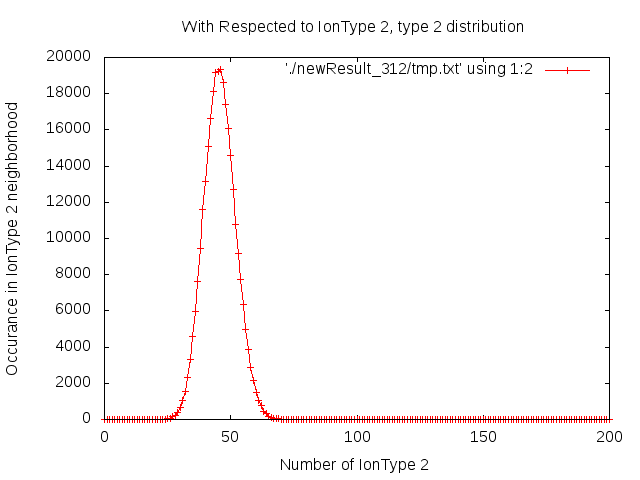 With Respected to IonType 2, type 2 distribution
'./newResult_312/tmp.txt' using 1:2
20000
18000
16000
14000
12000
10000
8000
6000
4000
2000
0
Occurance in IonType 2 neighborhood
0 50 100 150 200
Number of IonType 2